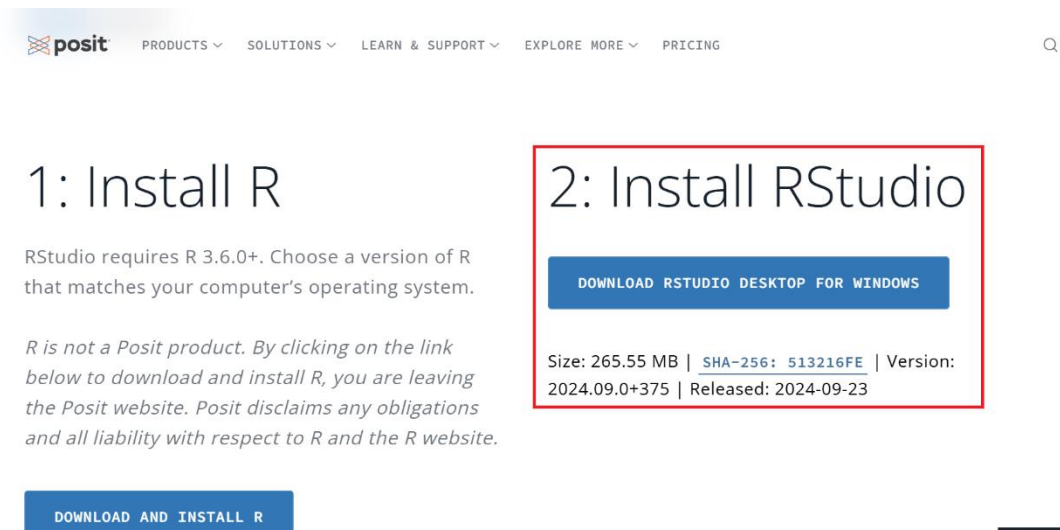 posit PRODUCTS SOLUTIONS LEARN & SUPPORT EXPLORE MORE PRICING
1: Install R
RStudio requires R 3.6.0+. Choose a version of R
that matches your computer's operating system.
R is not a Posit product. By clicking on the link
below to download and install R, you are leaving
the Posit website. Posit disclaims any obligations
and all liability with respect to R and the R website.
DOWNLOAD AND INSTALL R
2: Install RStudio
DOWNLOAD RSTUDIO DESKTOP FOR WINDOWS
Size: 265.55 MB | SHA-256: 513216FE | Version:
2024.09.0+375 | Released: 2024-09-23